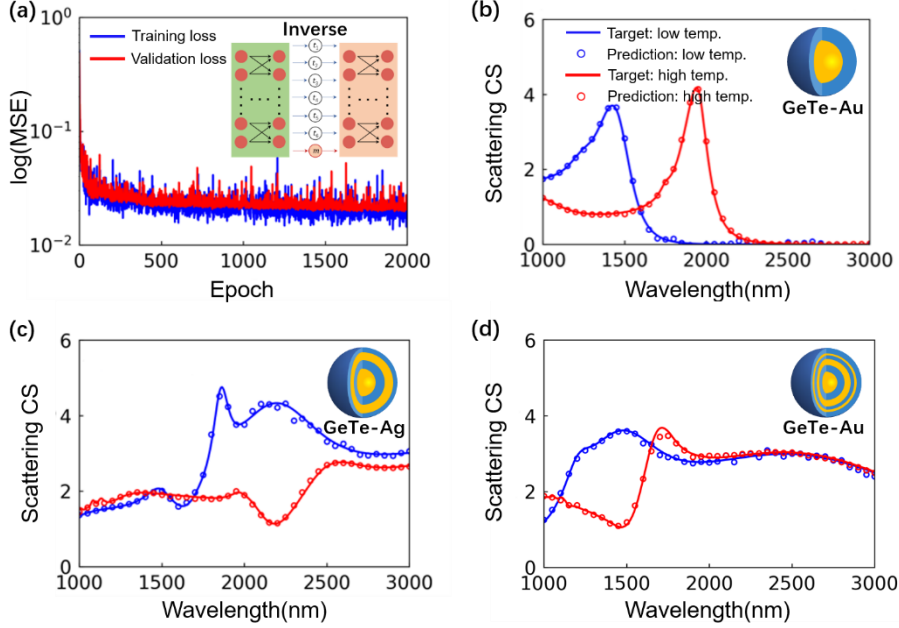 (a)
10⁰
10⁻¹
10⁻²
log(MSE)
Training loss
Validation loss
Inverse
t₁
t₂
m
0
500
1000
1500
2000
Epoch
(b)
6
4
2
0
Scattering CS
Target: low temp.
Prediction: low temp.
Target: high temp.
Prediction: high temp.
GeTe-Au
1000
1500
2000
2500
3000
Wavelength(nm)
(c)
6
4
2
0
Scattering CS
GeTe-Ag
1000
1500
2000
2500
3000
Wavelength(nm)
(d)
6
4
2
0
Scattering CS
GeTe-Au
1000
1500
2000
2500
3000
Wavelength(nm)